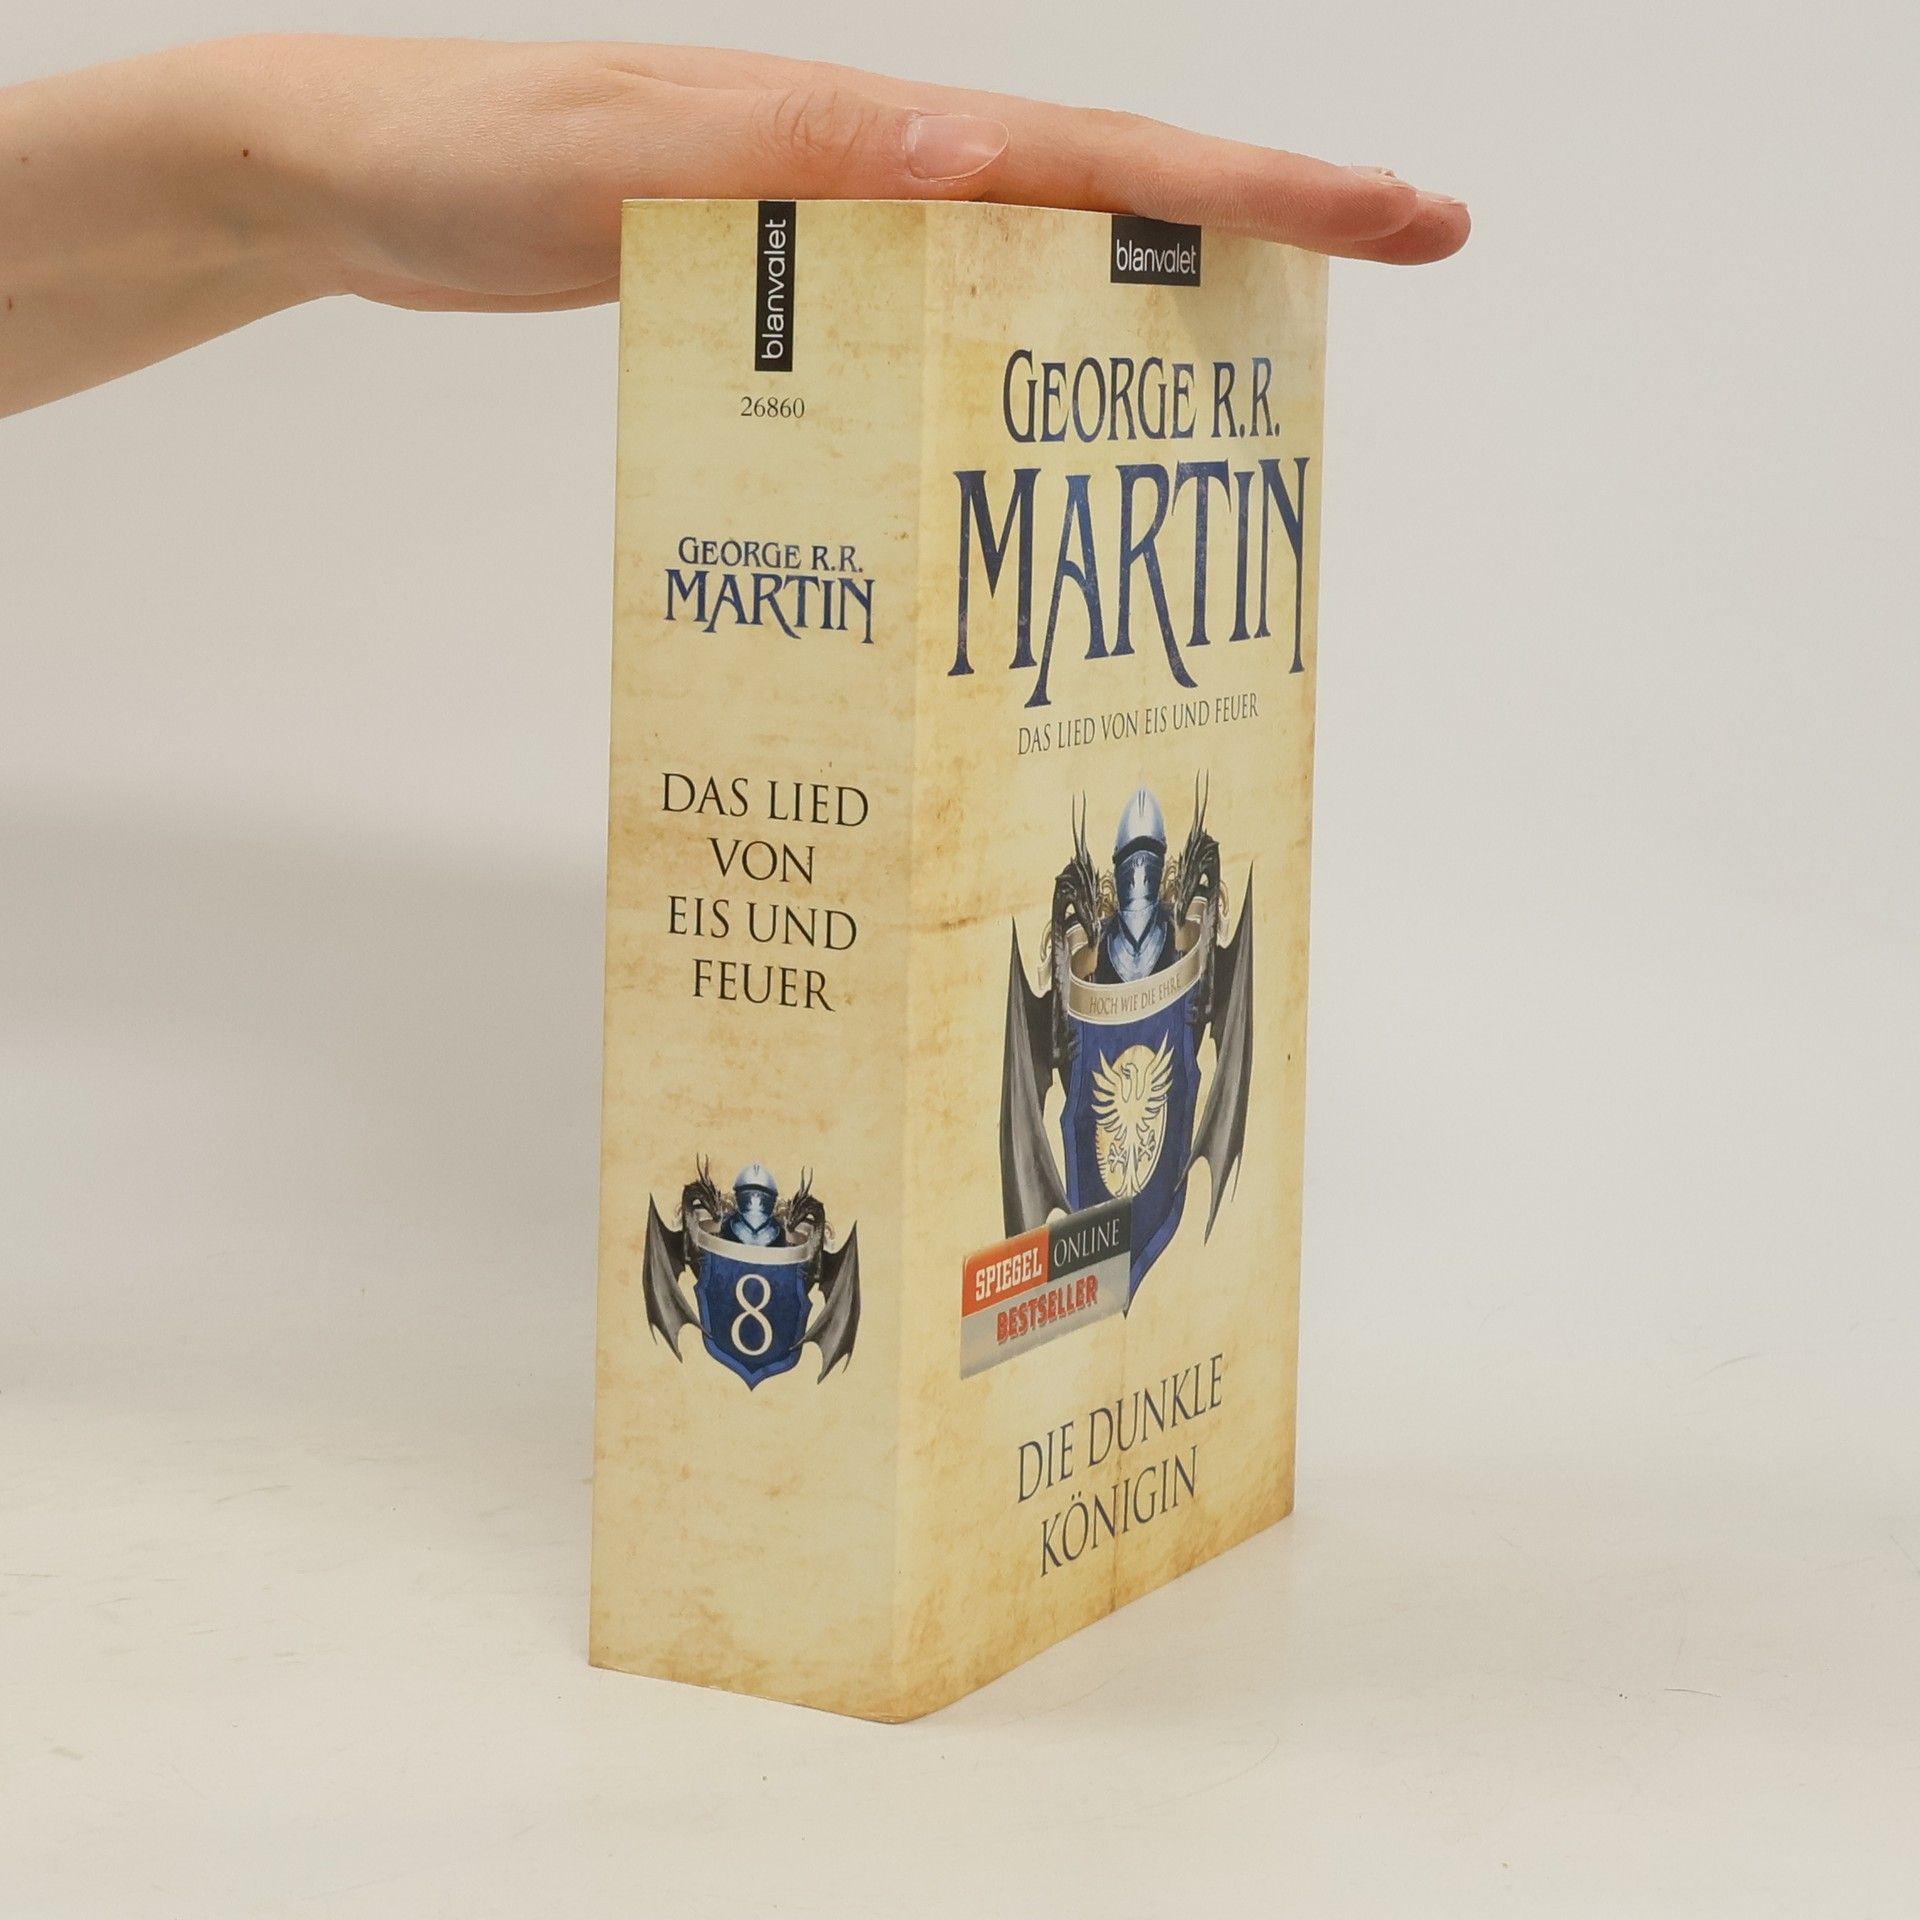 blanvalet
26860
GEORGE R.R.
MARTIN
DAS LIED
VON
EIS UND
FEUER
8
blanvalet
GEORGE R.R.
MARTIN
DAS LIED VON EIS UND FEUER
HOCH WIE DIE EHRE
SPIEGEL ONLINE
BESTSELLER
DIE DUNKLE
KÖNIGIN